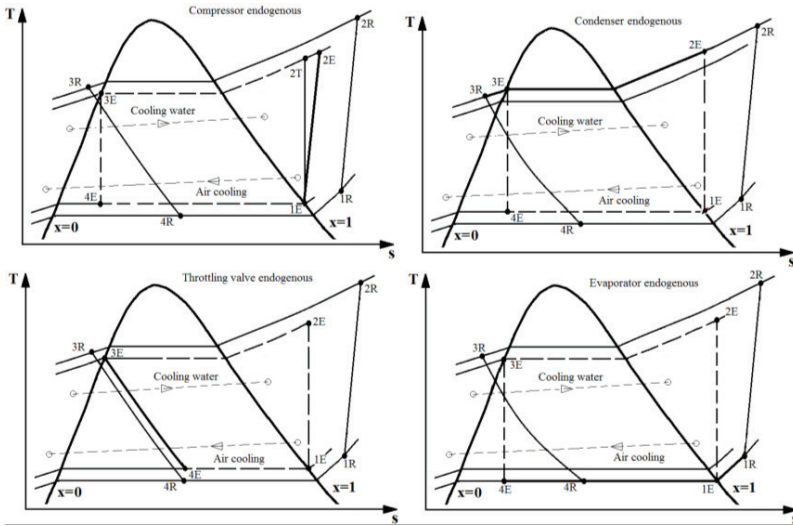 Compressor endogenous
T
2R
2T
2E
3R
3E
Cooling water
Air cooling
4E
1E
1R
4R
x=0
x=1
s
Condenser endogenous
T
2R
2E
3E
3R
Cooling water
Air cooling
1E
1R
4E
4R
x=0
x=1
s
Throttling valve endogenous
T
2R
2E
3R
3E
Cooling water
Air cooling
1E
1R
4E
4R
x=0
x=1
s
Evaporator endogenous
T
2R
2E
3R
3E
Cooling water
Air cooling
1R
4E
4R
1E
x=0
x=1